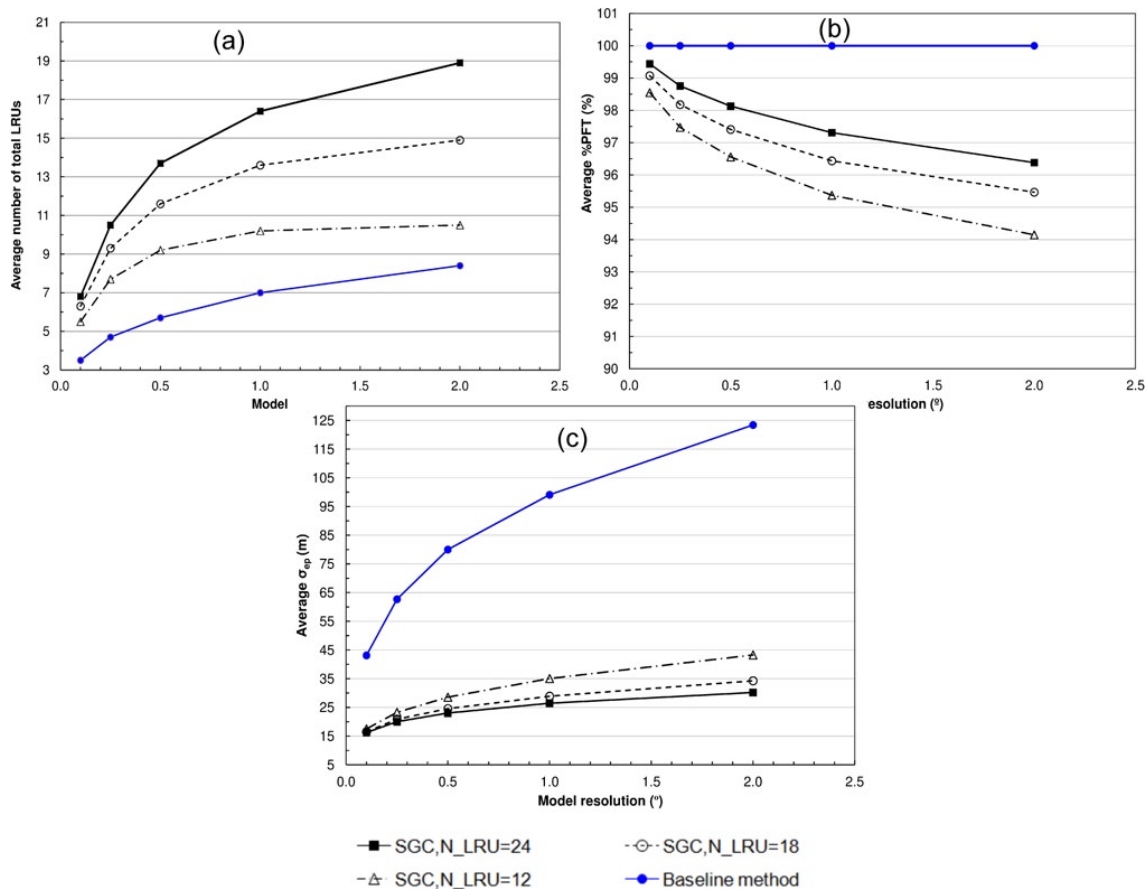 (a)
Average number of total LRUs
21
19
17
15
13
11
9
7
5
3
0.0 0.5 1.0 1.5 2.0 2.5
Model
(b)
Average %PFT (%)
101
100
99
98
97
96
95
94
93
92
91
90
0.0 0.5 1.0 1.5 2.0 2.5
esolution (º)
(c)
Average σep (m)
125
115
105
95
85
75
65
55
45
35
25
15
5
0.0 0.5 1.0 1.5 2.0 2.5
Model resolution (°)
SGC,N_LRU=24 SGC,N_LRU=18
SGC,N_LRU=12 Baseline method